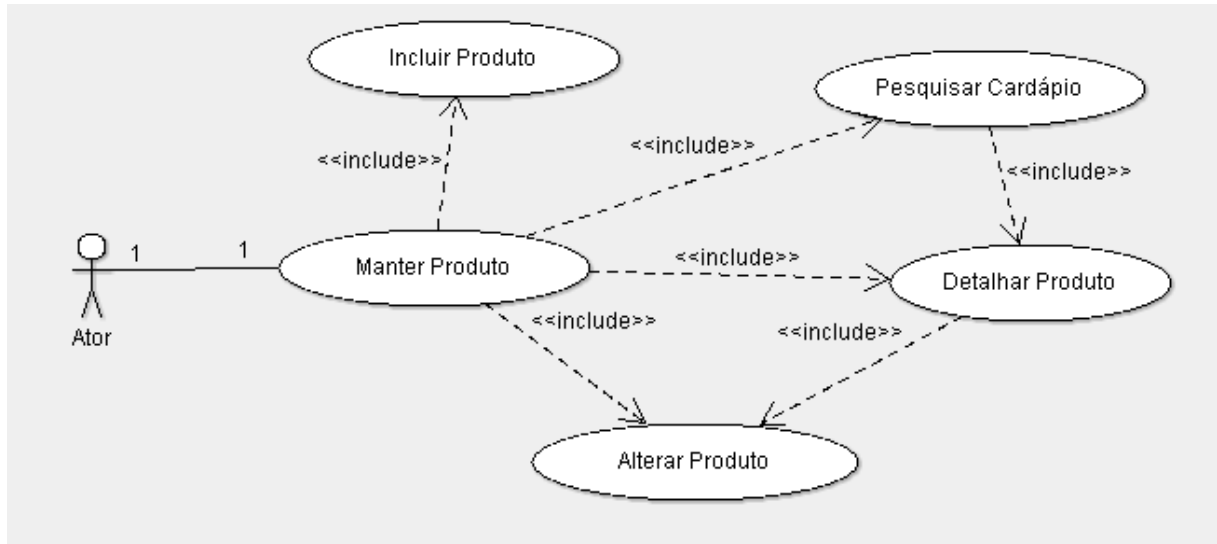 Incluir Produto
Pesquisar Cardápio
<<include>>
<<include>>
<<include>>
1
1
Manter Produto
<<include>>
Detalhar Produto
Ator
<<include>>
<<include>>
Alterar Produto